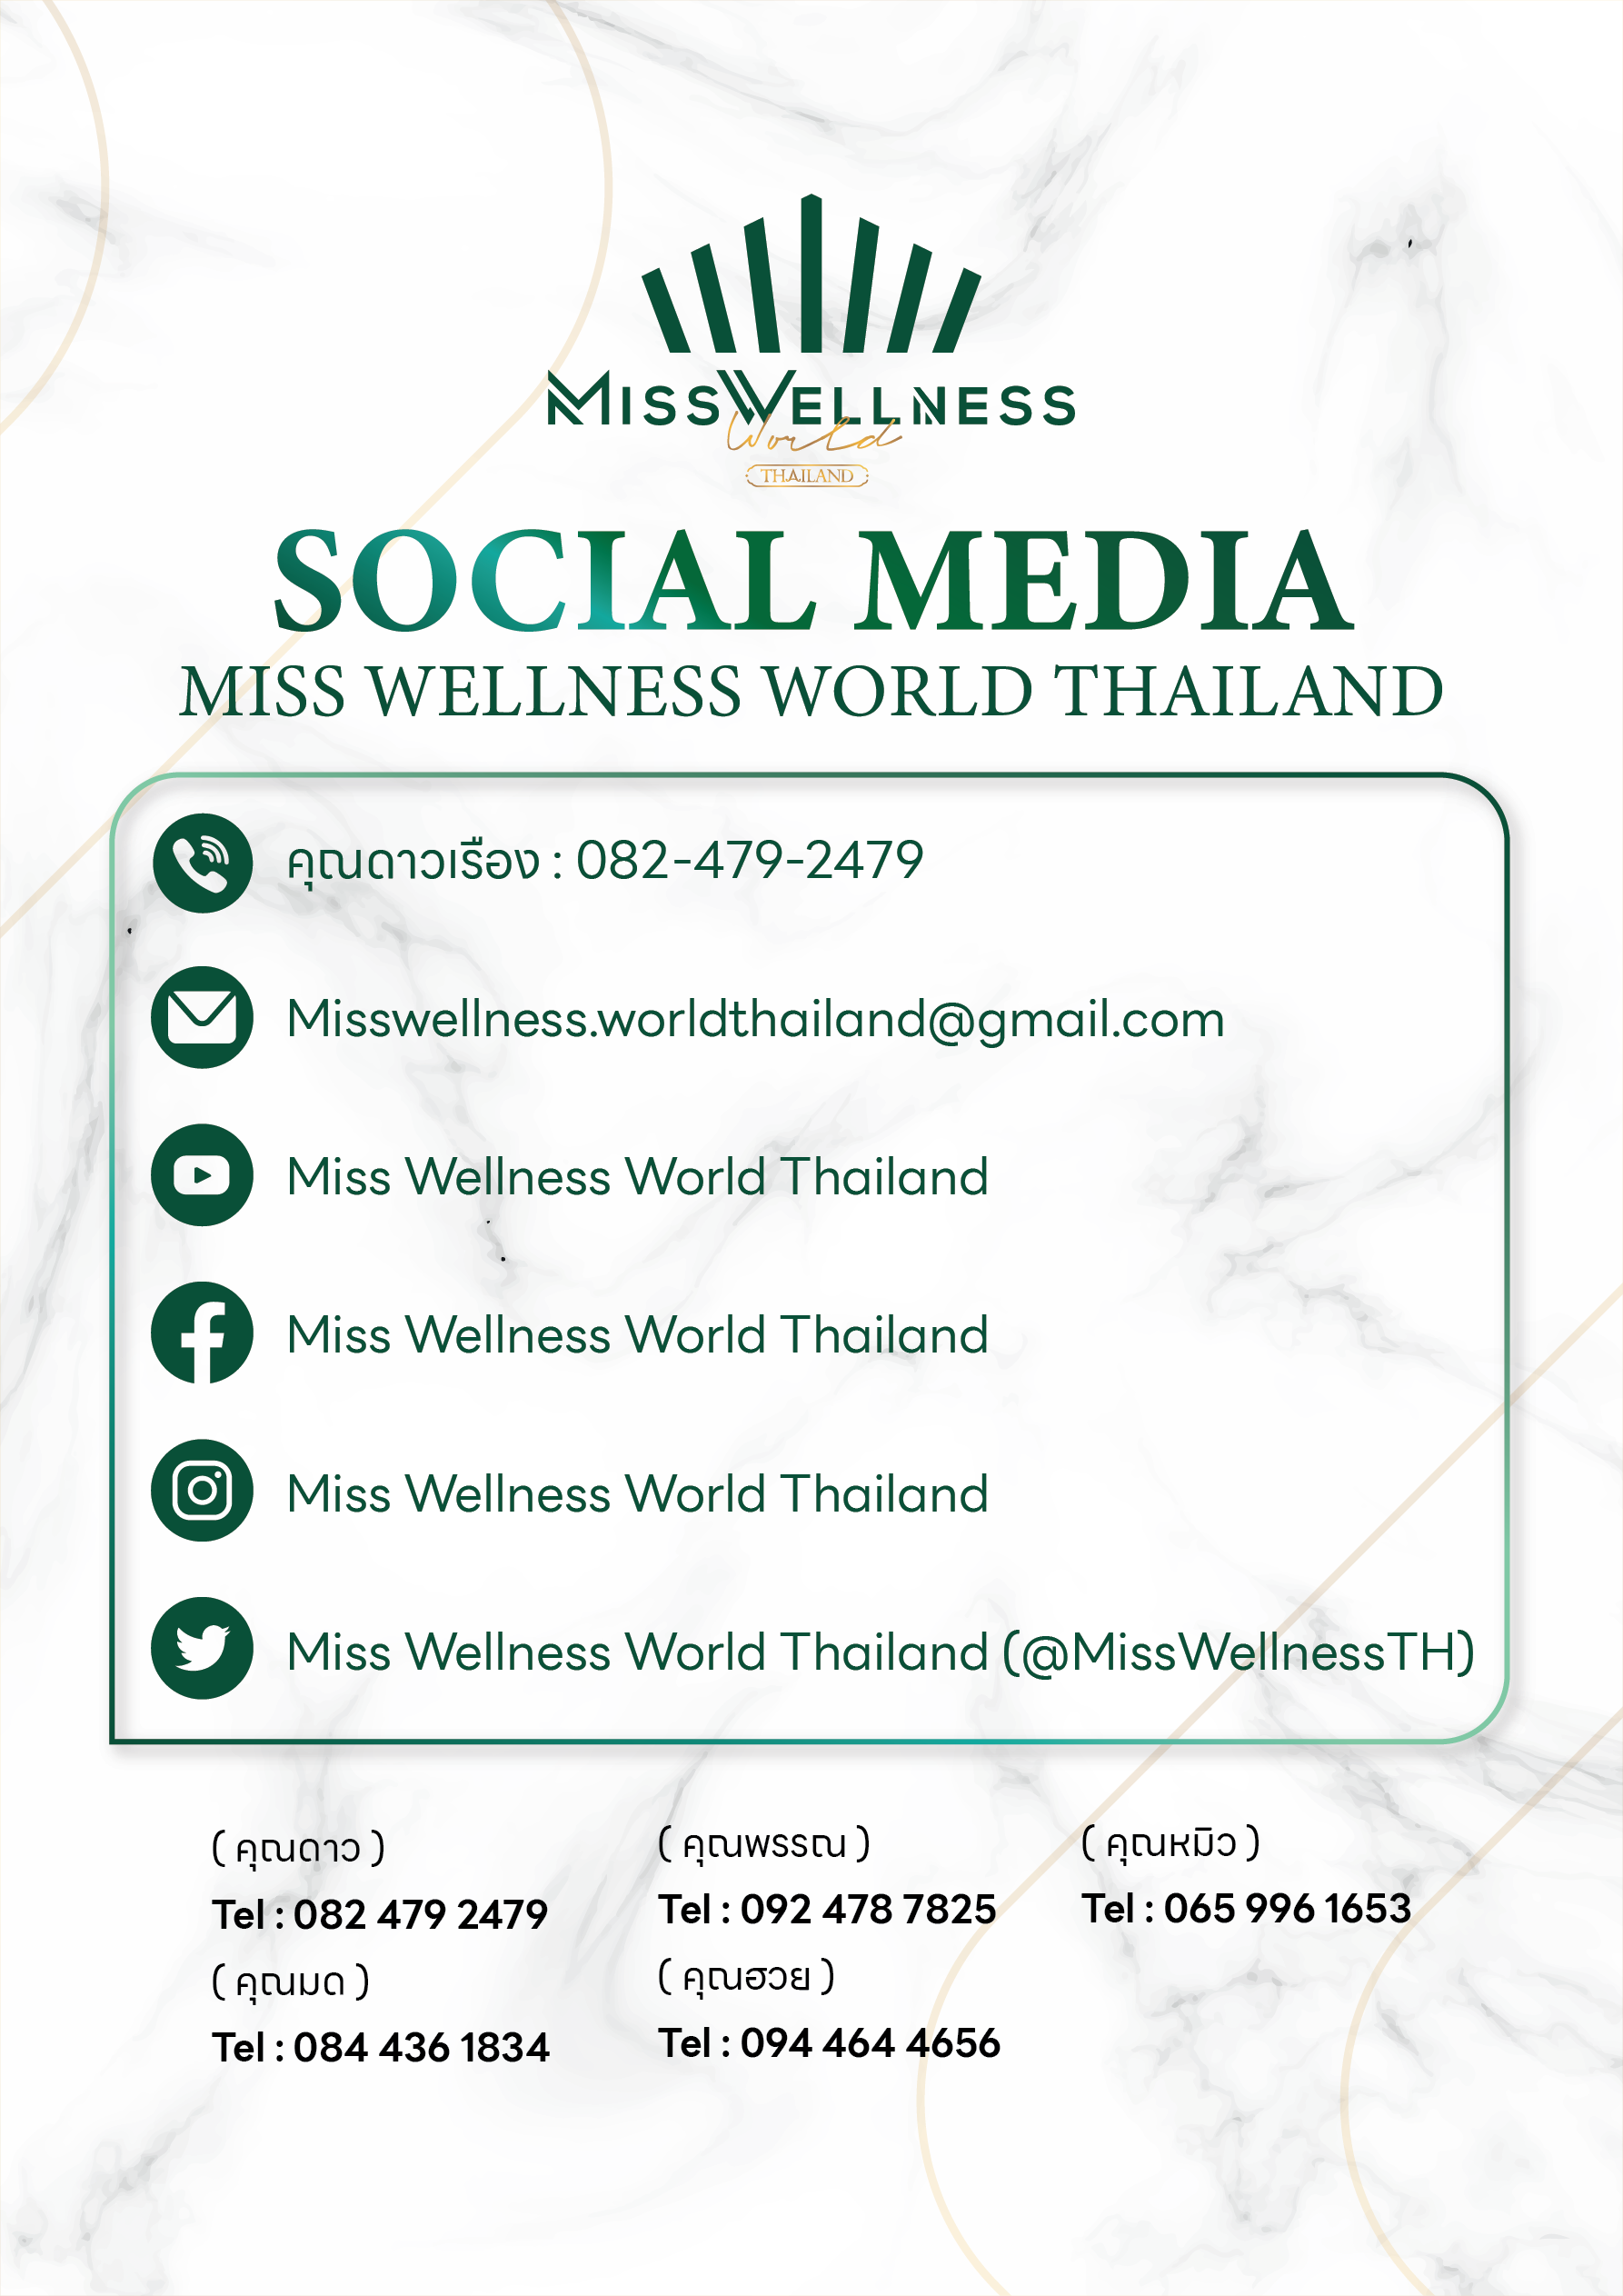 MISSWELLNESS
World
THAILAND
SOCIAL MEDIA
MISS WELLNESS WORLD THAILAND
คุณดาวเรือง : 082-479-2479
Misswellness.worldthailand@gmail.com
Miss Wellness World Thailand
Miss Wellness World Thailand
Miss Wellness World Thailand
Miss Wellness World Thailand (@MissWellnessTH)
( คุณดาว )
Tel : 082 479 2479
( คุณมด )
Tel : 084 436 1834
( คุณพรรณ )
Tel : 092 478 7825
( คุณฮวย )
Tel : 094 464 4656
( คุณหมิว )
Tel : 065 996 1653